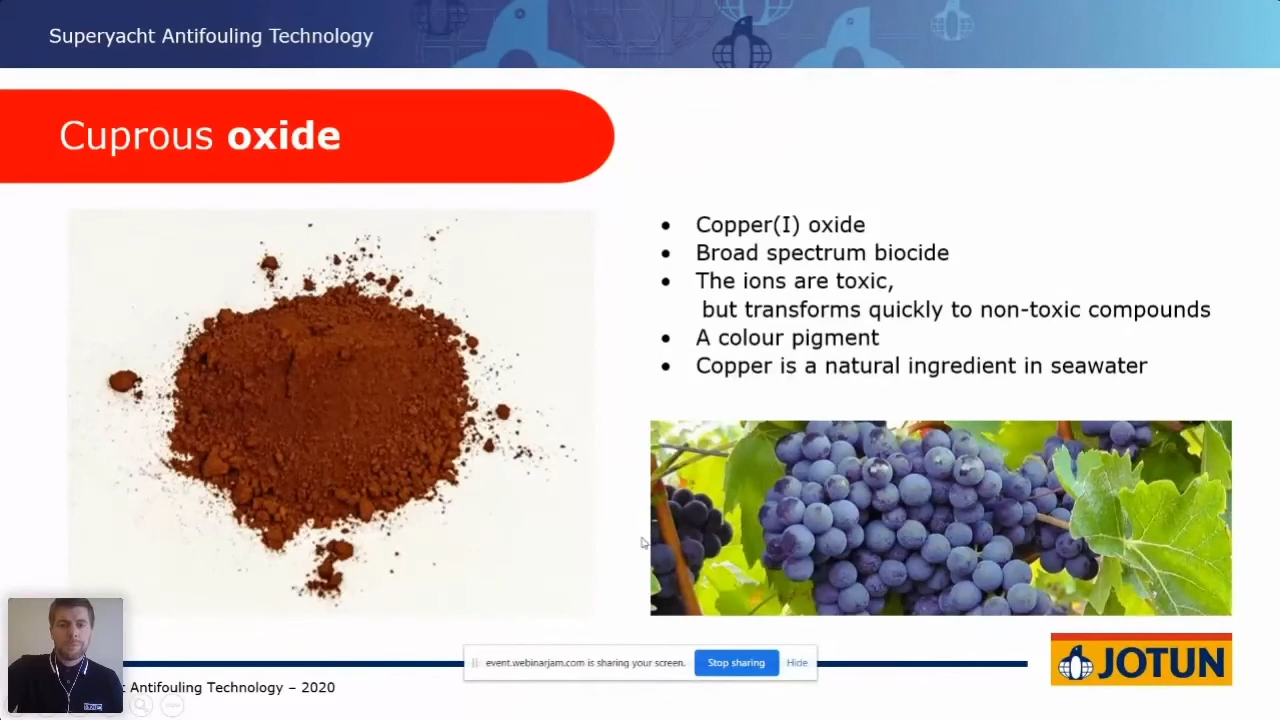 Superyacht Antifouling Technology
Cuprous oxide
• Copper(I) oxide
• Broad spectrum biocide
• The ions are toxic,
but transforms quickly to non-toxic compounds
• A colour pigment
• Copper is a natural ingredient in seawater
event.webinarjam.com is sharing your screen. Stop sharing Hide
JOTUN
t Antifouling Technology – 2020